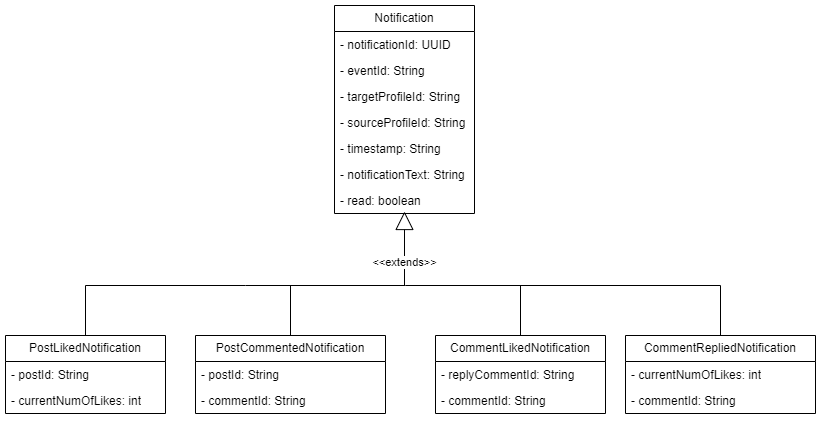 Notification
- notificationId: UUID
- eventId: String
- targetProfileId: String
- sourceProfileId: String
- timestamp: String
- notificationText: String
- read: boolean
<<extends>>
PostLikedNotification
- postId: String
- currentNumOfLikes: int
PostCommentedNotification
- postId: String
- commentId: String
CommentLikedNotification
- replyCommentId: String
- commentId: String
CommentRepliedNotification
- currentNumOfLikes: int
- commentId: String